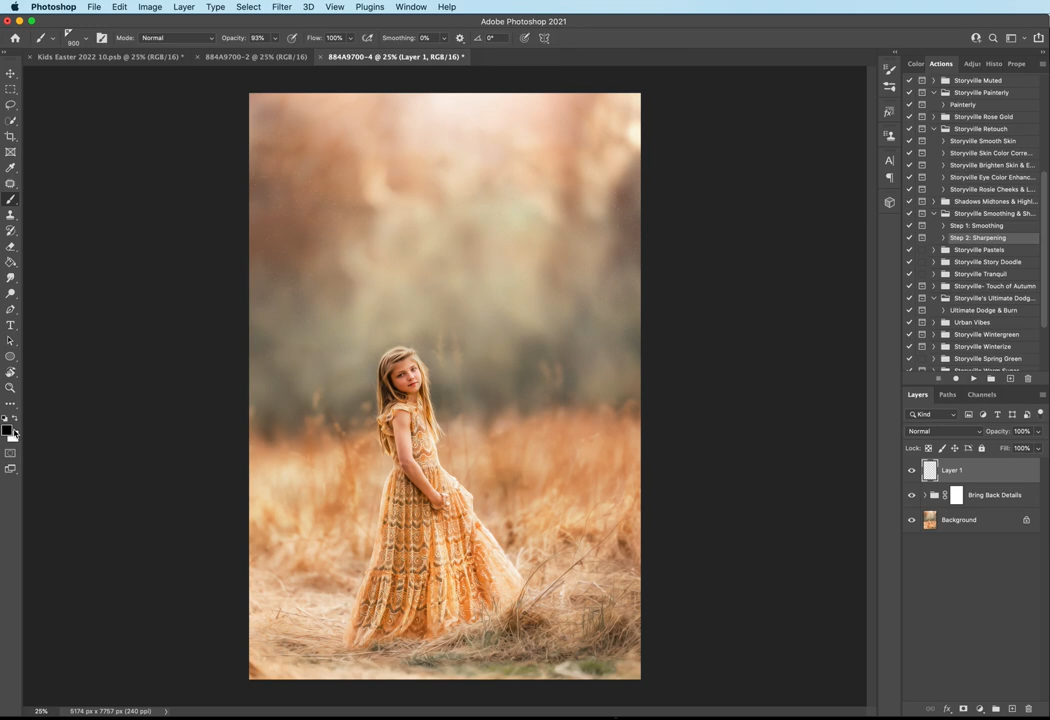 Photoshop File Edit Image Layer Type Select Filter 3D View Plugins Window Help
Adobe Photoshop 2021
900 Mode: Normal Opacity: 93% Flow: 100% Smoothing: 0% 0°
Kids Easter 2022 10.psb @ 25% (RGB/16) * 884A9700-2 @ 25% (RGB/16) 884A9700-4 @ 25% (Layer 1, RGB/16) *
Color Actions Adju Histo Prope
Storyville Muted
Storyville Painterly
Painterly
Storyville Rose Gold
Storyville Retouch
Storyville Smooth Skin
Storyville Skin Color Corre...
Storyville Brighten Skin & E...
Storyville Eye Color Enhanc...
Storyville Rosie Cheeks & L...
Shadows Midtones & Highl...
Storyville Smoothing & Sh...
Step 1: Smoothing
Step 2: Sharpening
Storyville Pastels
Storyville Story Doodle
Storyville Tranquil
Storyville- Touch of Autumn
Storyville's Ultimate Dodg...
Ultimate Dodge & Burn
Urban Vibes
Storyville Wintergreen
Storyville Winterize
Storyville Spring Green
Layers Paths Channels
Kind
Normal Opacity: 100%
Lock: Fill: 100%
Layer 1
Bring Back Details
Background
25% 5174 px x 7757 px (240 ppi)